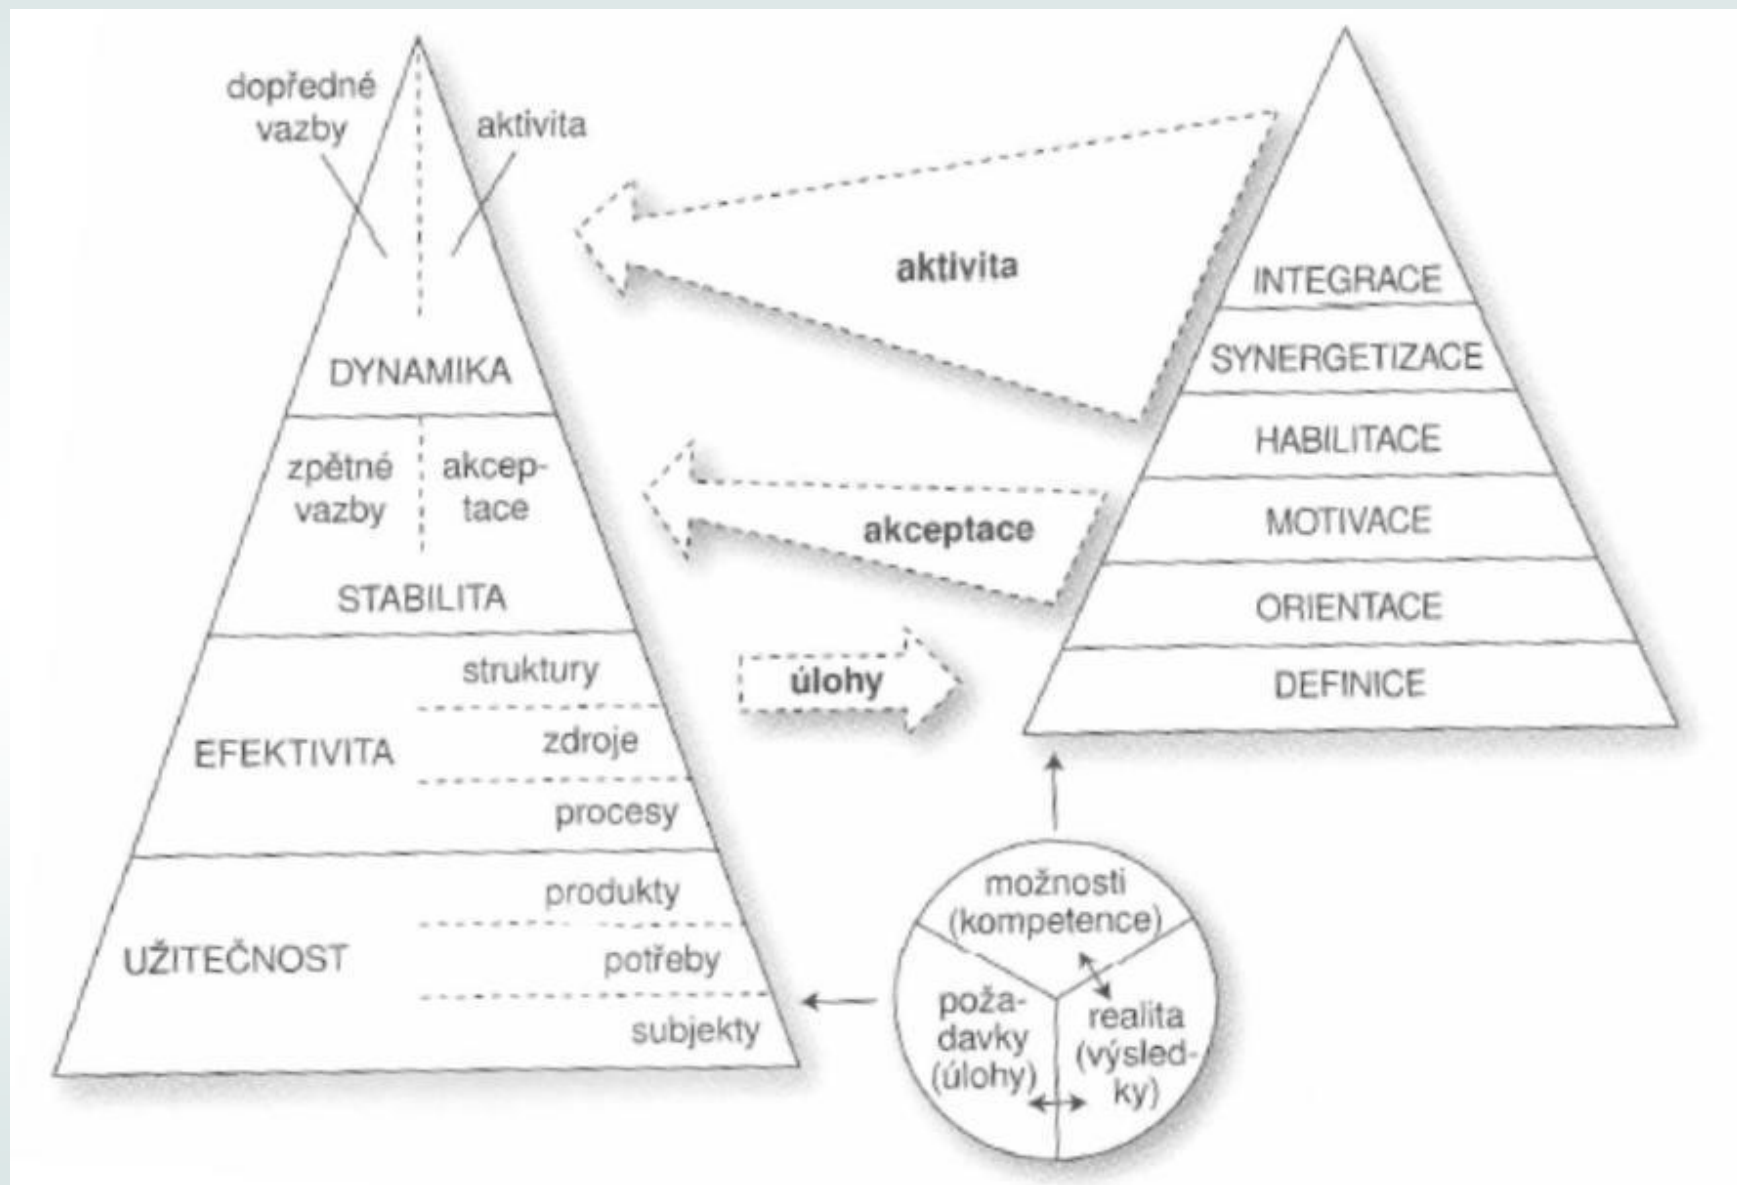 dopředné
vazby
aktivita
DYNAMIKA
zpětné
vazby
akcep-
tace
STABILITA
struktury
EFEKTIVITA
zdroje
procesy
produkty
UŽITEČNOST
potřeby
subjekty
aktivita
akceptace
úlohy
INTEGRACE
SYNERGETIZACE
HABILITACE
MOTIVACE
ORIENTACE
DEFINICE
možnosti
(kompetence)
poža-
davky
(úlohy)
realita
(výsled-
ky)